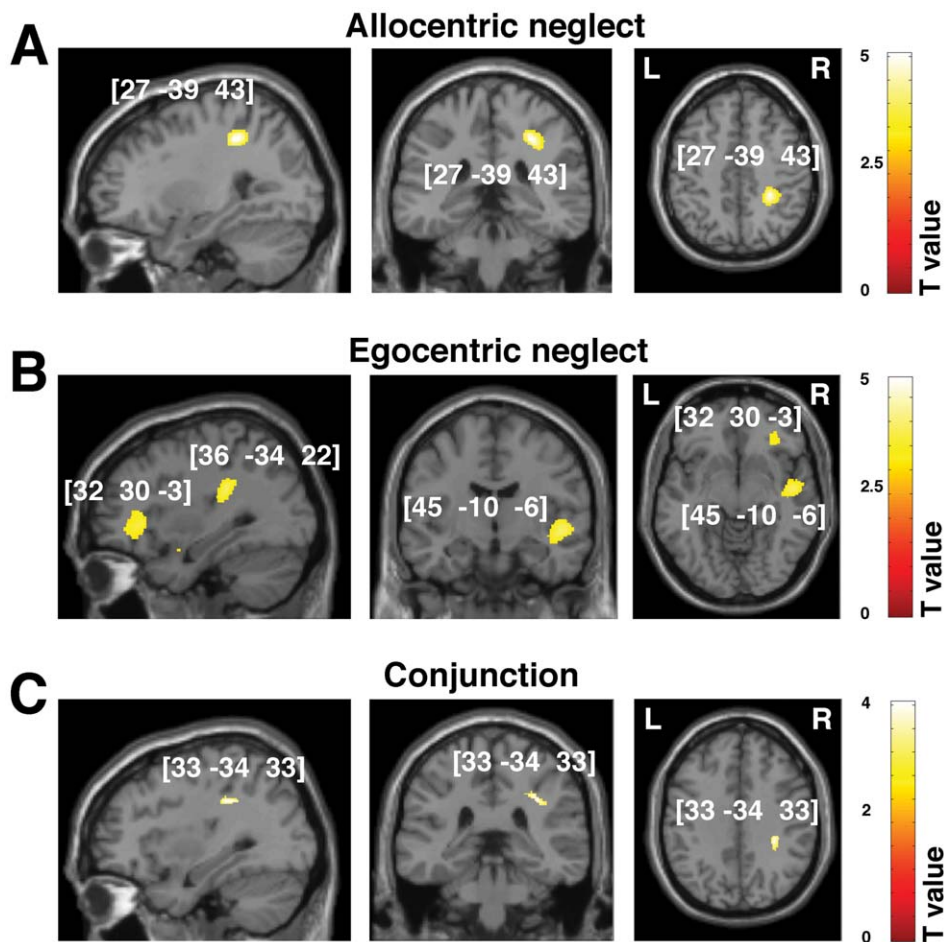 A
Allocentric neglect
[27 -39 43]
[27 -39 43]
L R
[27 -39 43]
5
2.5
0
T value
B
Egocentric neglect
[36 -34 22]
[32 30 -3]
[45 -10 -6]
L R
[32 30 -3]
[45 -10 -6]
5
2.5
0
T value
C
Conjunction
[33 -34 33]
[33 -34 33]
L R
[33 -34 33]
4
2
0
T value